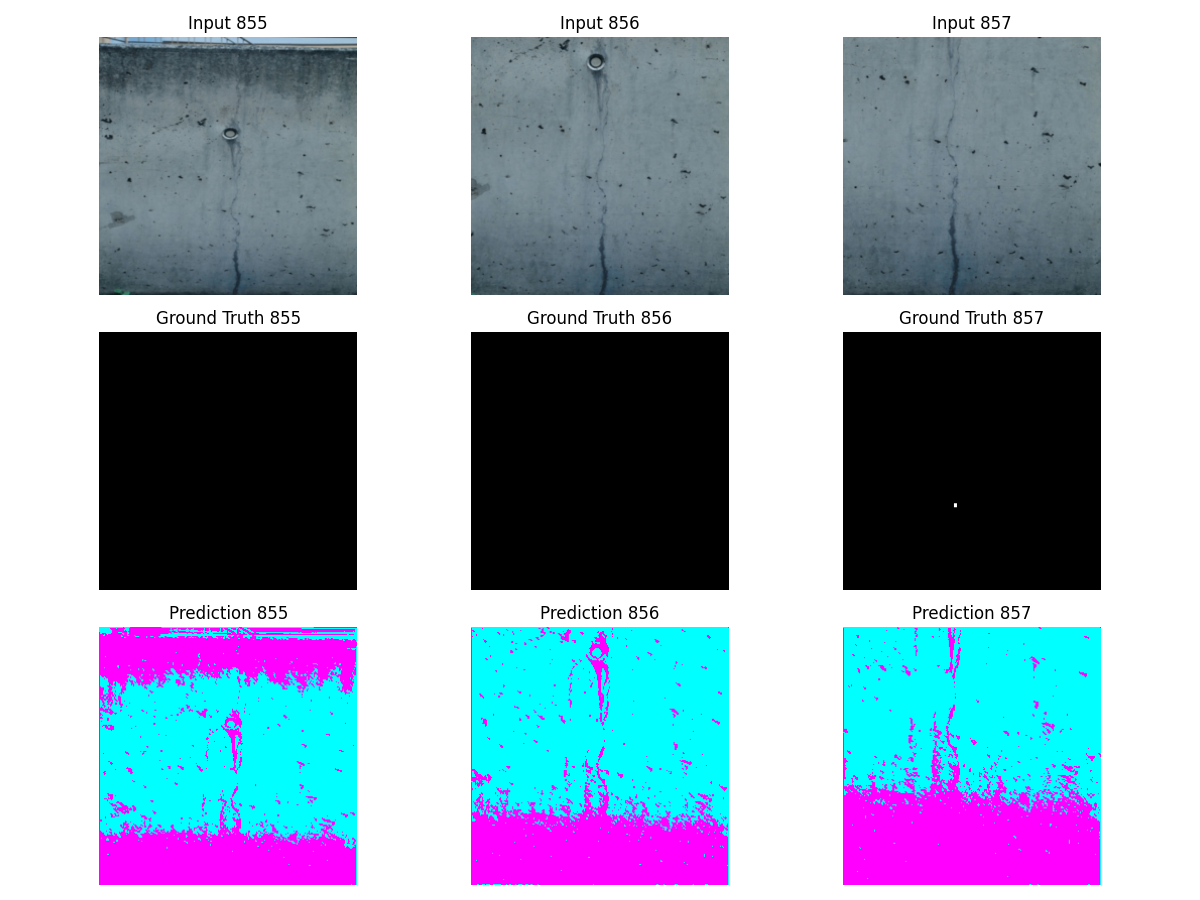 Input 855
Input 856
Input 857
Ground Truth 855
Ground Truth 856
Ground Truth 857
Prediction 855
Prediction 856
Prediction 857